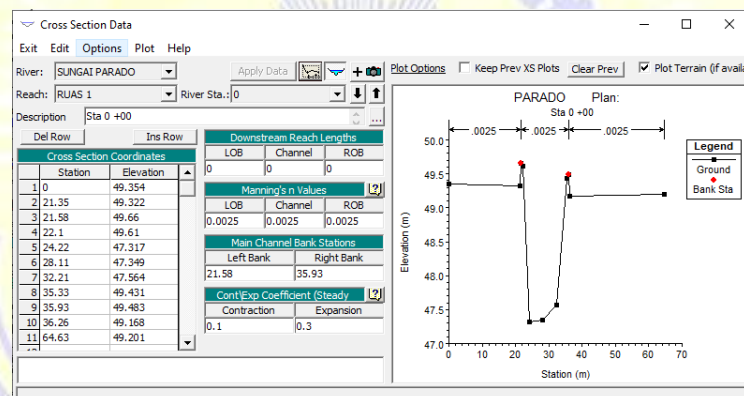 Cross Section Data
Exit Edit Options Plot Help
River: SUNGAI PARADO Apply Data + Plot Options Keep Prev XS Plots Clear Prev Plot Terrain (if availa
Reach: RUAS 1 River Sta.: 0
Description Sta 0 +00 ...
Del Row Ins Row
Cross Section Coordinates
Station Elevation
1 0 49.354
2 21.35 49.322
3 21.58 49.66
4 22.1 49.61
5 24.22 47.317
6 28.11 47.349
7 32.21 47.564
8 35.33 49.431
9 35.93 49.483
10 36.26 49.168
11 64.63 49.201
Downstream Reach Lengths
LOB Channel ROB
0 0 0
Manning's n Values ?
LOB Channel ROB
0.0025 0.0025 0.0025
Main Channel Bank Stations
Left Bank Right Bank
21.58 35.93
Cont\Exp Coefficient (Steady ?
Contraction Expansion
0.1 0.3
PARADO Plan:
Sta 0 +00
.0025 .0025 .0025
50.0
49.5
49.0
48.5
48.0
47.5
47.0
Elevation (m)
0 10 20 30 40 50 60 70
Station (m)
Legend
Ground
Bank Sta